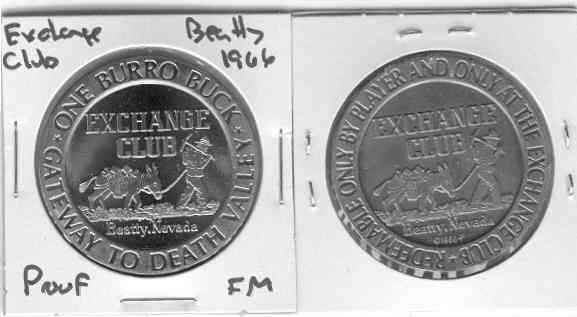 Exchange Club
Beatty 1966
ONE BURRO BUCK
GATEWAY TO DEATH VALLEY
EXCHANGE
CLUB
Beatty, Nevada
Proof
FM
REDEEMABLE ONLY BY PLAYER AND ONLY AT THE EXCHANGE CLUB
EXCHANGE
CLUB
Beatty, Nevada